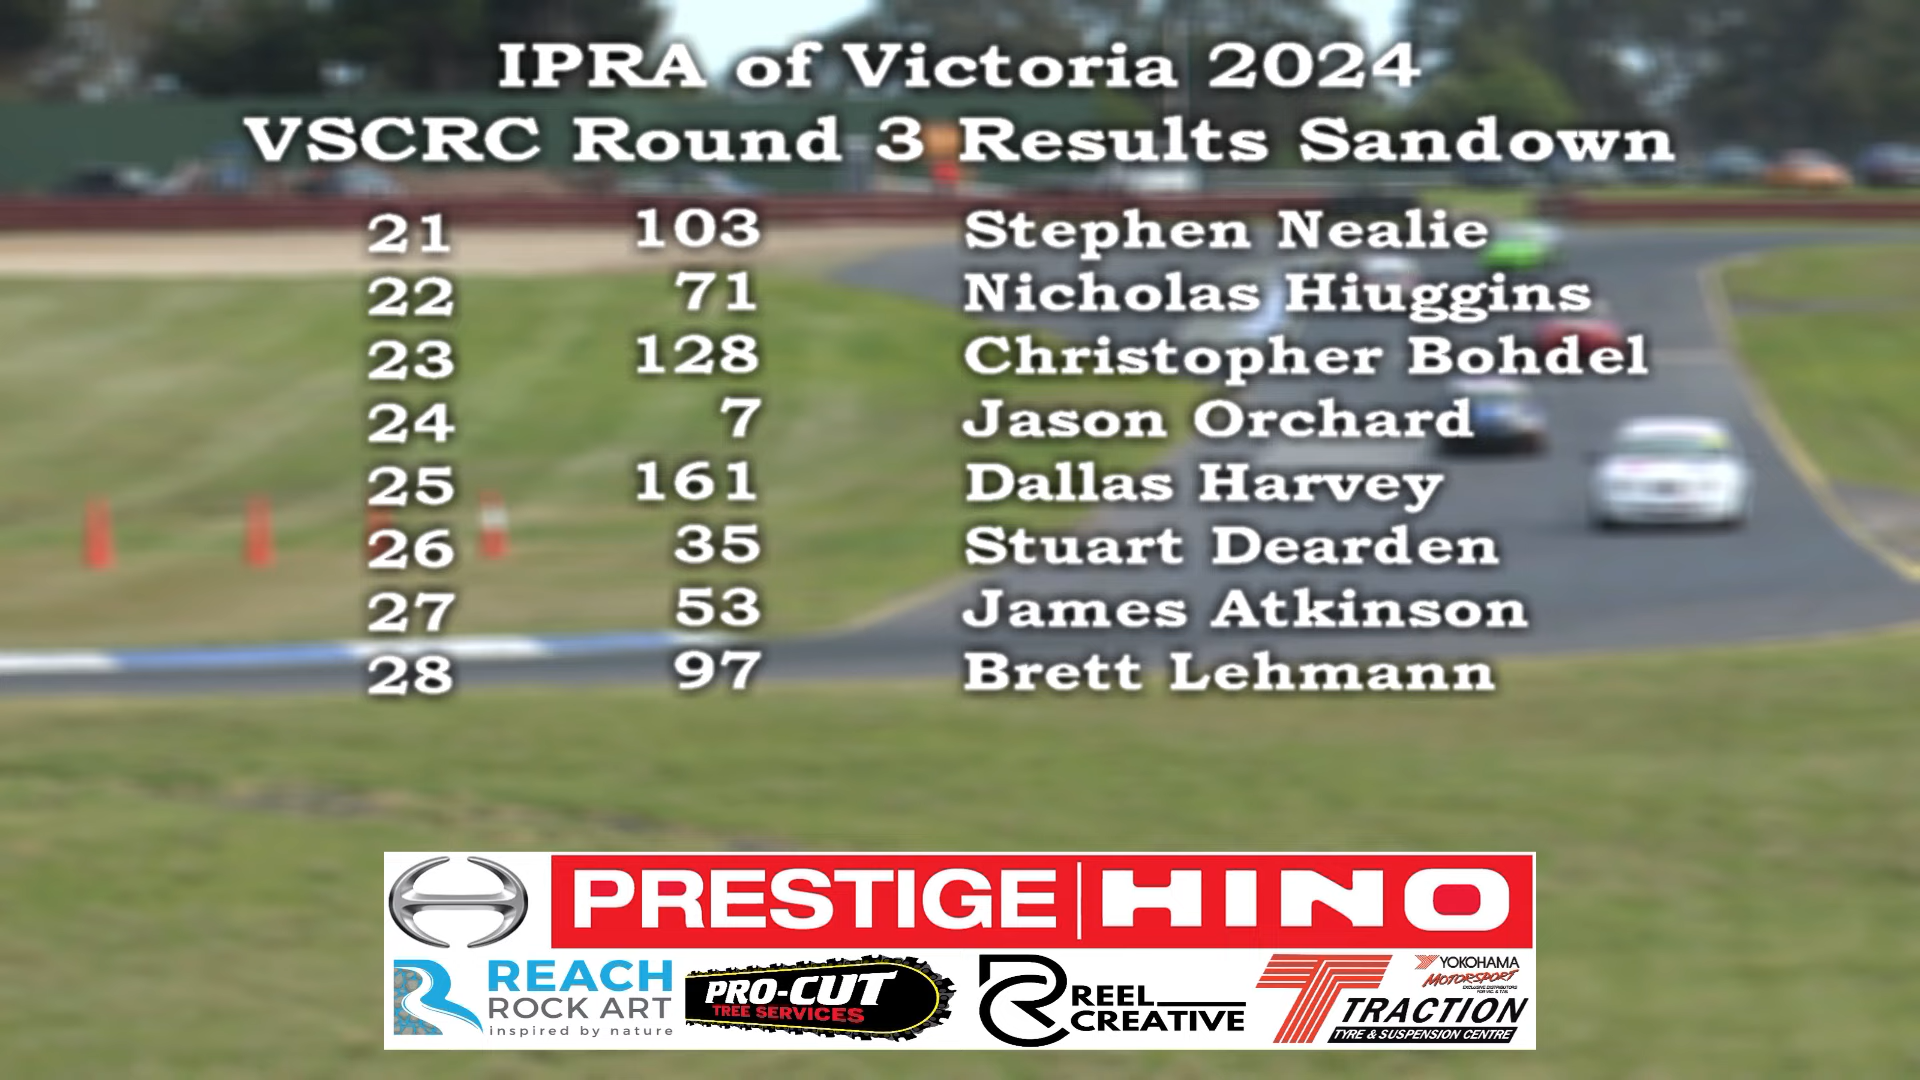 IPRA of Victoria 2024
VSCRC Round 3 Results Sandown
21 103 Stephen Nealie
22 71 Nicholas Hiuggins
23 128 Christopher Bohdel
24 7 Jason Orchard
25 161 Dallas Harvey
26 35 Stuart Dearden
27 53 James Atkinson
28 97 Brett Lehmann
PRESTIGE HINO
REACH
ROCK ART
inspired by nature
PRO-CUT
TREE SERVICES
REEL
CREATIVE
YOKOHAMA
MOTORSPORT
TRACTION
TYRE & SUSPENSION CENTRE